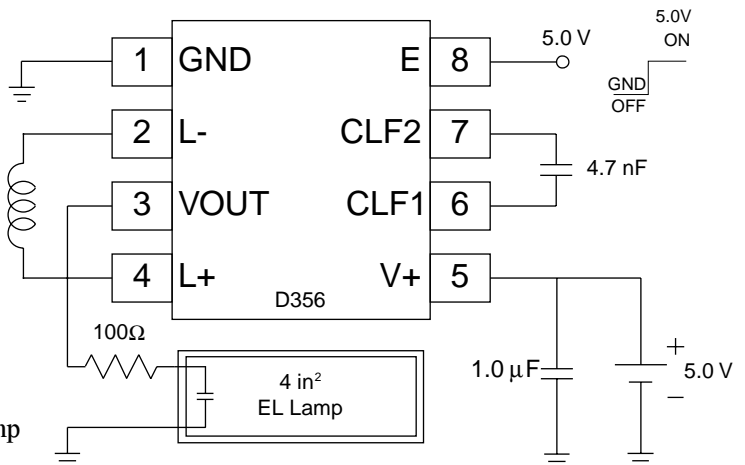 5.0V
ON
GND
OFF
5.0 V
1 GND
E 8
2 L-
CLF2 7
4.7 nF
3 VOUT
CLF1 6
4 L+
V+ 5
D356
100Ω
4 in²
EL Lamp
1.0 µF
+
5.0 V
−